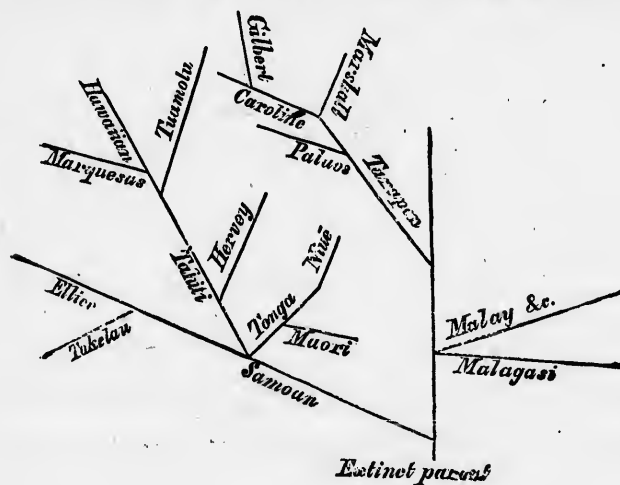 Gilbert
Marshall
Hawaiian
Tuamotu
Caroline
Marquesas
Paluos
Tarapon
Hervey
Niuē
Tahiti
Ellice
Tonga
Malay &c.
Tokelau
Maori
Malagasi
Samoan
Extinct parent